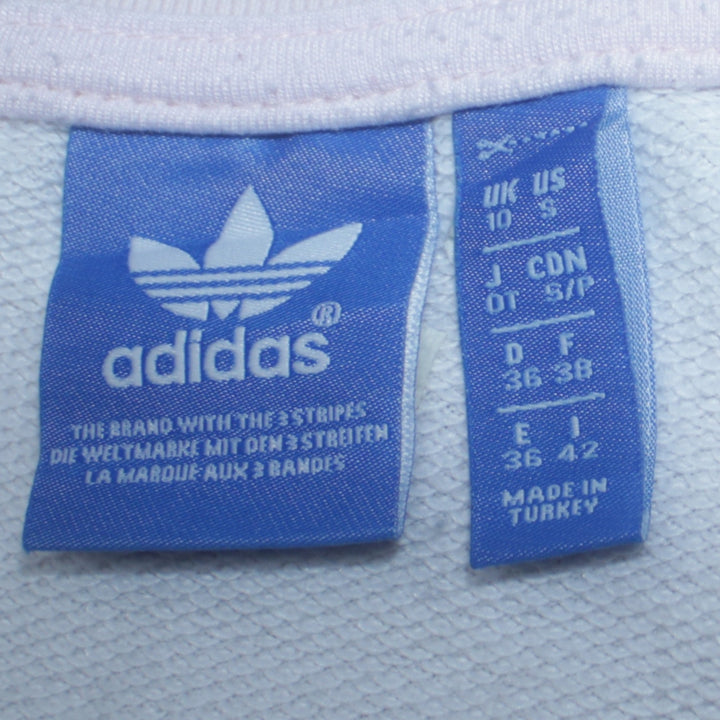 adidas®
THE BRAND WITH THE 3 STRIPES
DIE WELTMARKE MIT DEN 3 STREIFEN
LA MARQUE AUX 3 BANDES
UK US
10 S
J CDN
OT S/P
D F
36 38
E I
36 42
MADE IN
TURKEY